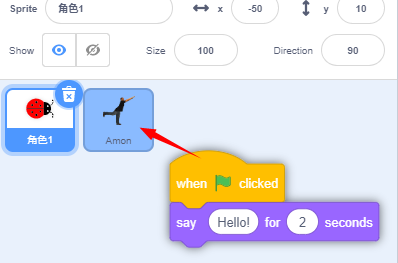 Sprite 角色1 x -50 y 10
Show Size 100 Direction 90
角色1 Amon
when clicked
say Hello! for 2 seconds